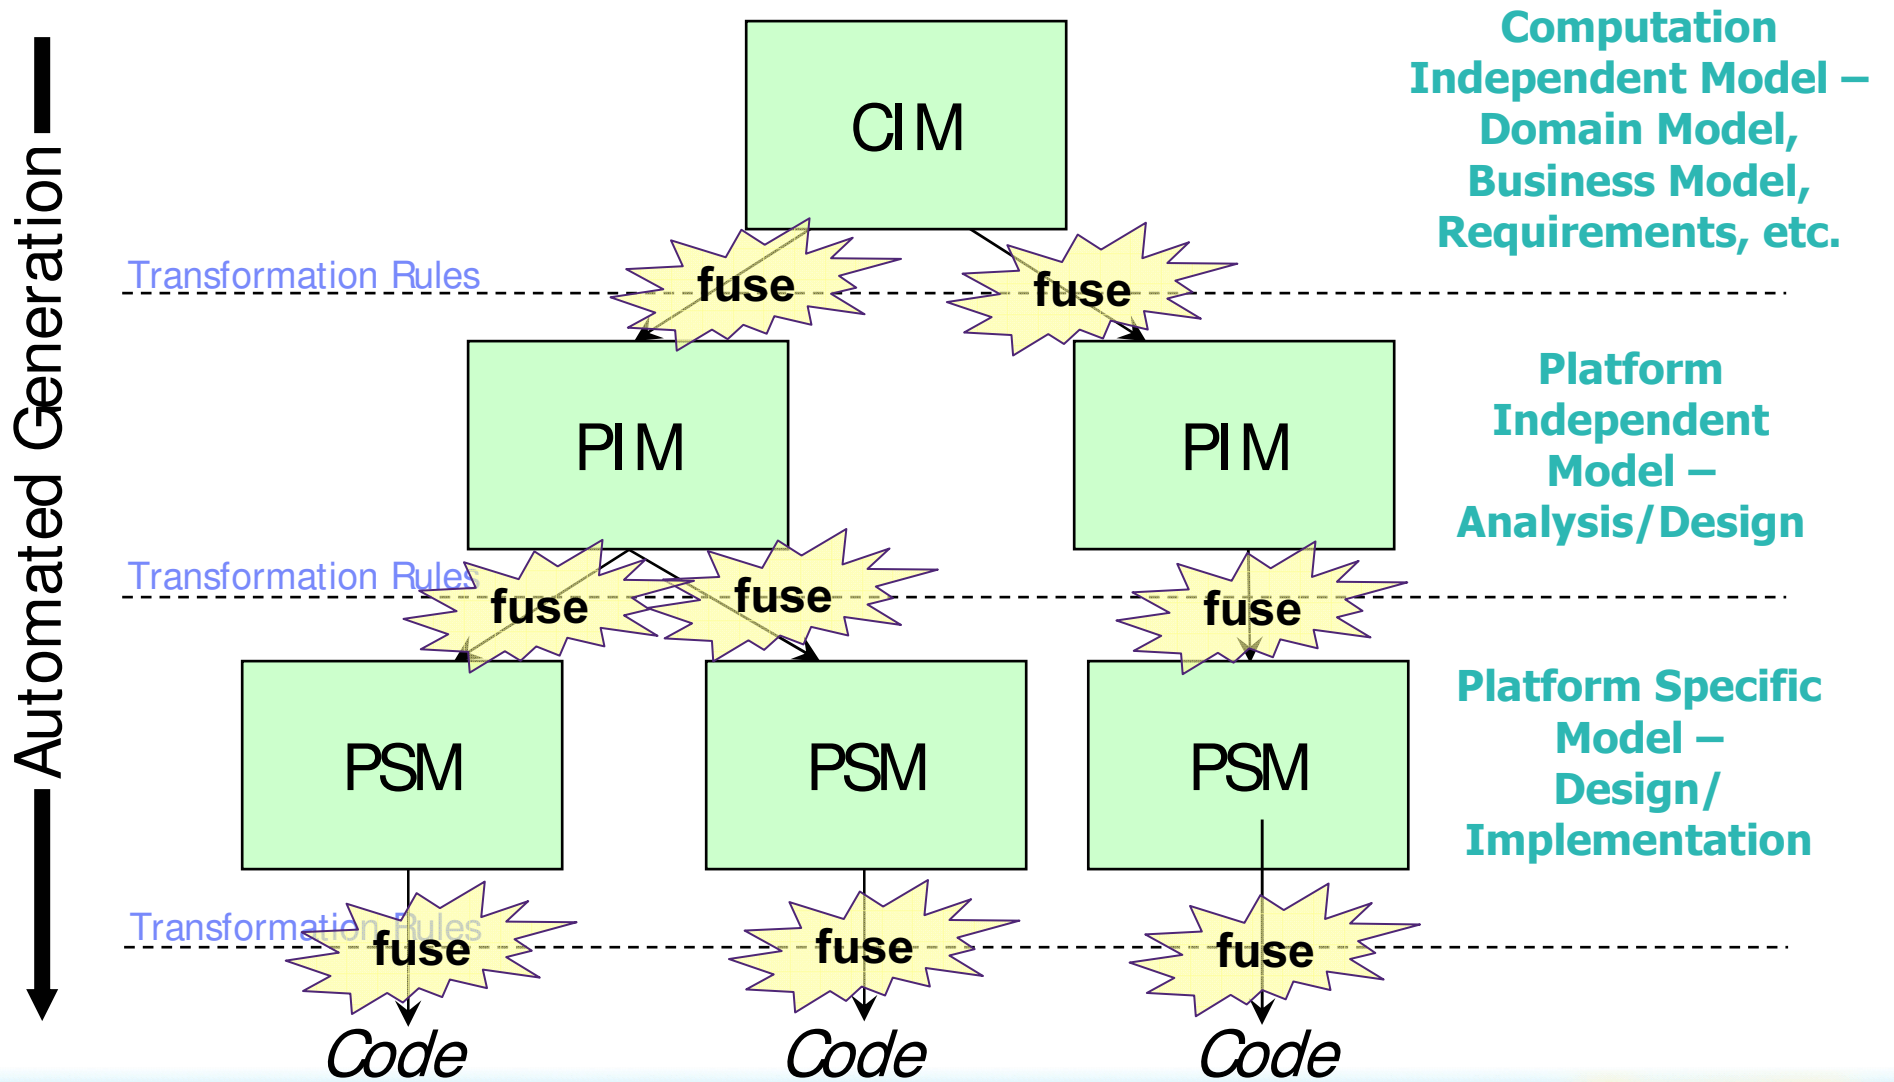 Computation
Independent Model –
Domain Model,
Business Model,
Requirements, etc.
CIM
Automated Generation
Transformation Rules
fuse
fuse
PIM
PIM
Platform
Independent
Model –
Analysis/Design
Transformation Rules
fuse
fuse
fuse
PSM
PSM
PSM
Platform Specific
Model –
Design/
Implementation
Transformation Rules
fuse
fuse
fuse
Code
Code
Code